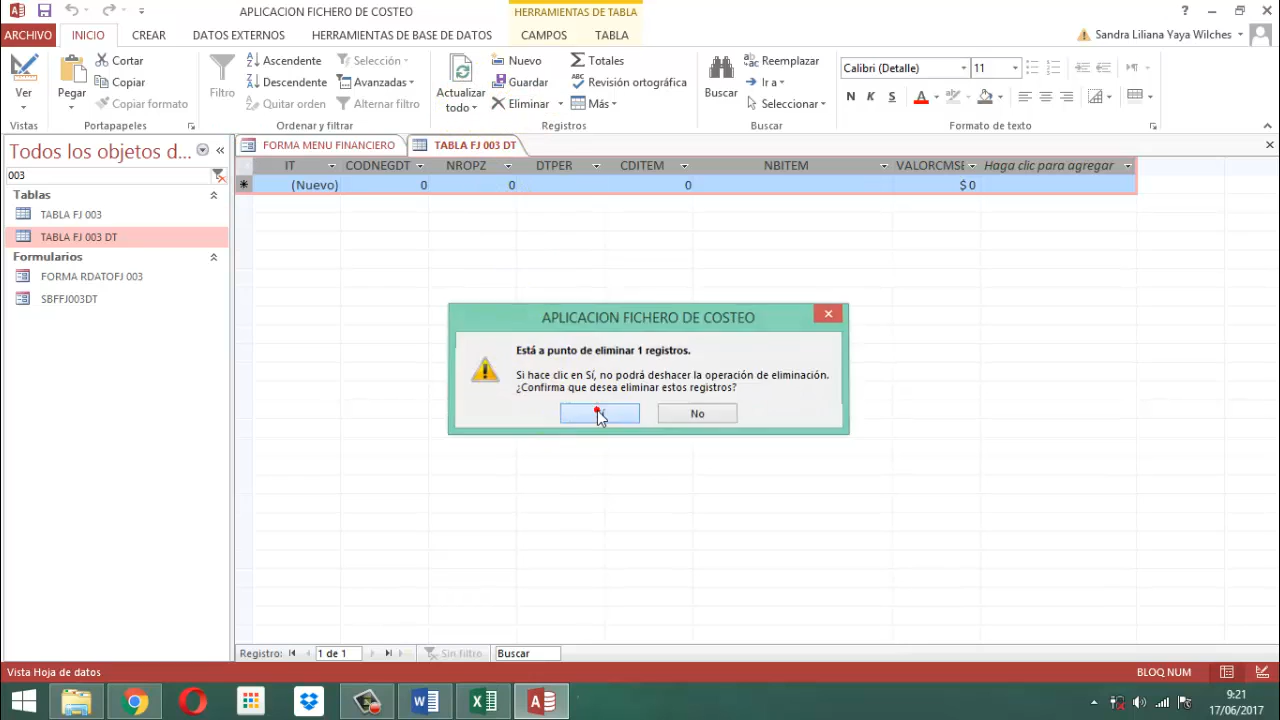 APLICACION FICHERO DE COSTEO
HERRAMIENTAS DE TABLA
ARCHIVO
INICIO
CREAR
DATOS EXTERNOS
HERRAMIENTAS DE BASE DE DATOS
CAMPOS
TABLA
Sandra Liliana Yaya Wilches
Ver
Vistas
Pegar
Cortar
Copiar
Copiar formato
Portapapeles
Filtro
Ascendente
Descendente
Quitar orden
Selección
Avanzadas
Alternar filtro
Ordenar y filtrar
Actualizar
todo
Nuevo
Guardar
Eliminar
Totales
Revisión ortográfica
Más
Registros
Buscar
Reemplazar
Ir a
Seleccionar
Buscar
Calibri (Detalle)
11
N K S
A
Formato de texto
Todos los objetos d...
003
Tablas
TABLA FJ 003
TABLA FJ 003 DT
Formularios
FORMA RDATOFJ 003
SBFFJ003DT
FORMA MENU FINANCIERO
TABLA FJ 003 DT
IT CODNEGDT NROPZ DTPER CDITEM NBITEM VALORCMSE Haga clic para agregar
(Nuevo) 0 0 0 $ 0
APLICACION FICHERO DE COSTEO
Está a punto de eliminar 1 registros.
Si hace clic en Sí, no podrá deshacer la operación de eliminación.
¿Confirma que desea eliminar estos registros?
No
Registro:
1 de 1
Sin filtro
Buscar
Vista Hoja de datos
BLOQ NUM
9:21
17/06/2017